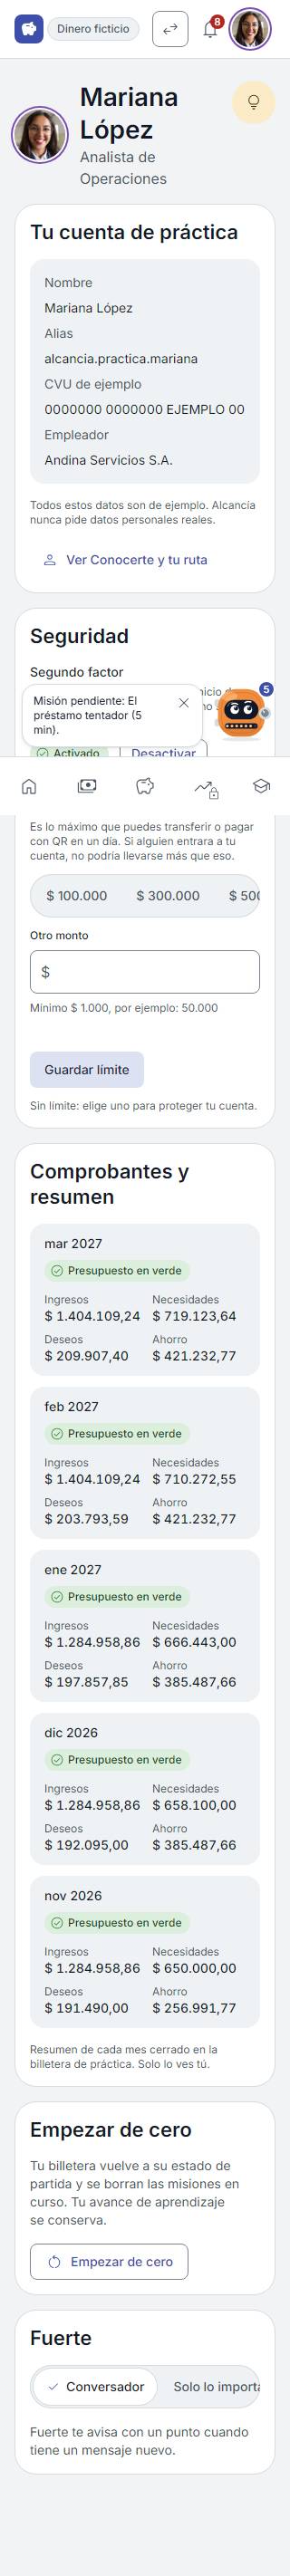 Dinero ficticio
8
Mariana
López
Analista de
Operaciones
Tu cuenta de práctica
Nombre
Mariana López
Alias
alcancia.practica.mariana
CVU de ejemplo
0000000 0000000 EJEMPLO 00
Empleador
Andina Servicios S.A.
Todos estos datos son de ejemplo. Alcancía
nunca pide datos personales reales.
Ver Conocerte y tu ruta
Seguridad
Segundo factor
Misión pendiente: El
préstamo tentador (5
min).
5
Activado
Desactivar
Es lo máximo que puedes transferir o pagar
con QR en un día. Si alguien entrara a tu
cuenta, no podría llevarse más que eso.
$ 100.000 $ 300.000
Otro monto
$
Mínimo $ 1.000, por ejemplo: 50.000
Guardar límite
Sin límite: elige uno para proteger tu cuenta.
Comprobantes y
resumen
mar 2027
Presupuesto en verde
Ingresos Necesidades
$ 1.404.109,24 $ 719.123,64
Deseos Ahorro
$ 209.907,40 $ 421.232,77
feb 2027
Presupuesto en verde
Ingresos Necesidades
$ 1.404.109,24 $ 710.272,55
Deseos Ahorro
$ 203.793,59 $ 421.232,77
ene 2027
Presupuesto en verde
Ingresos Necesidades
$ 1.284.958,86 $ 666.443,00
Deseos Ahorro
$ 197.857,85 $ 385.487,66
dic 2026
Presupuesto en verde
Ingresos Necesidades
$ 1.284.958,86 $ 658.100,00
Deseos Ahorro
$ 192.095,00 $ 385.487,66
nov 2026
Presupuesto en verde
Ingresos Necesidades
$ 1.284.958,86 $ 650.000,00
Deseos Ahorro
$ 191.490,00 $ 256.991,77
Resumen de cada mes cerrado en la
billetera de práctica. Solo lo ves tú.
Empezar de cero
Tu billetera vuelve a su estado de
partida y se borran las misiones en
curso. Tu avance de aprendizaje
se conserva.
Empezar de cero
Fuerte
Conversador
Solo lo importa
Fuerte te avisa con un punto cuando
tiene un mensaje nuevo.